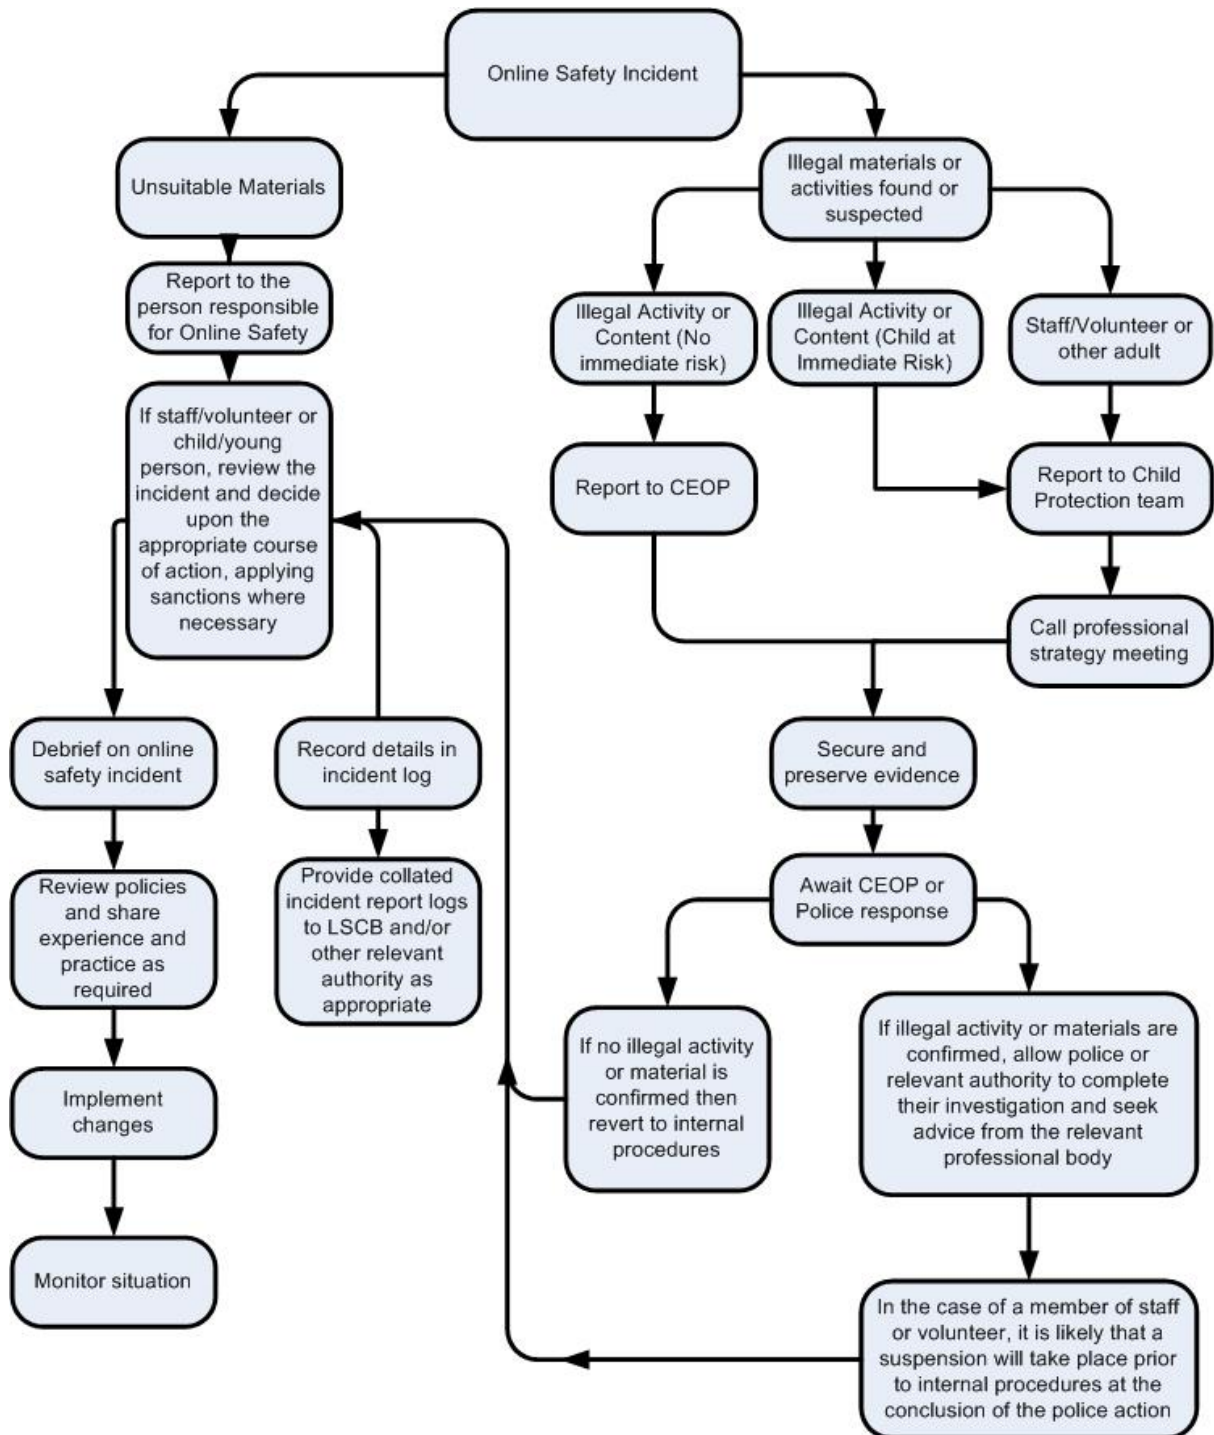 Online Safety Incident
Unsuitable Materials
Report to the
person responsible
for Online Safety
If staff/volunteer or
child/young
person, review the
incident and decide
upon the
appropriate course
of action, applying
sanctions where
necessary
Debrief on online
safety incident
Review policies
and share
experience and
practice as
required
Implement
changes
Monitor situation
Record details in
incident log
Provide collated
incident report logs
to LSCB and/or
other relevant
authority as
appropriate
Illegal materials or
activities found or
suspected
Illegal Activity or
Content (No
immediate risk)
Illegal Activity or
Content (Child at
Immediate Risk)
Staff/Volunteer or
other adult
Report to CEOP
Report to Child
Protection team
Call professional
strategy meeting
Secure and
preserve evidence
Await CEOP or
Police response
If no illegal activity
or material is
confirmed then
revert to internal
procedures
If illegal activity or materials are
confirmed, allow police or
relevant authority to complete
their investigation and seek
advice from the relevant
professional body
In the case of a member of staff
or volunteer, it is likely that a
suspension will take place prior
to internal procedures at the
conclusion of the police action